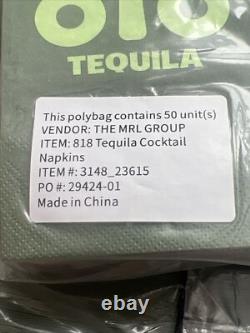 818
TEQUILA
This polybag contains 50 unit(s)
VENDOR: THE MRL GROUP
ITEM: 818 Tequila Cocktail
Napkins
ITEM #: 3148_23615
PO #: 29424-01
Made in China